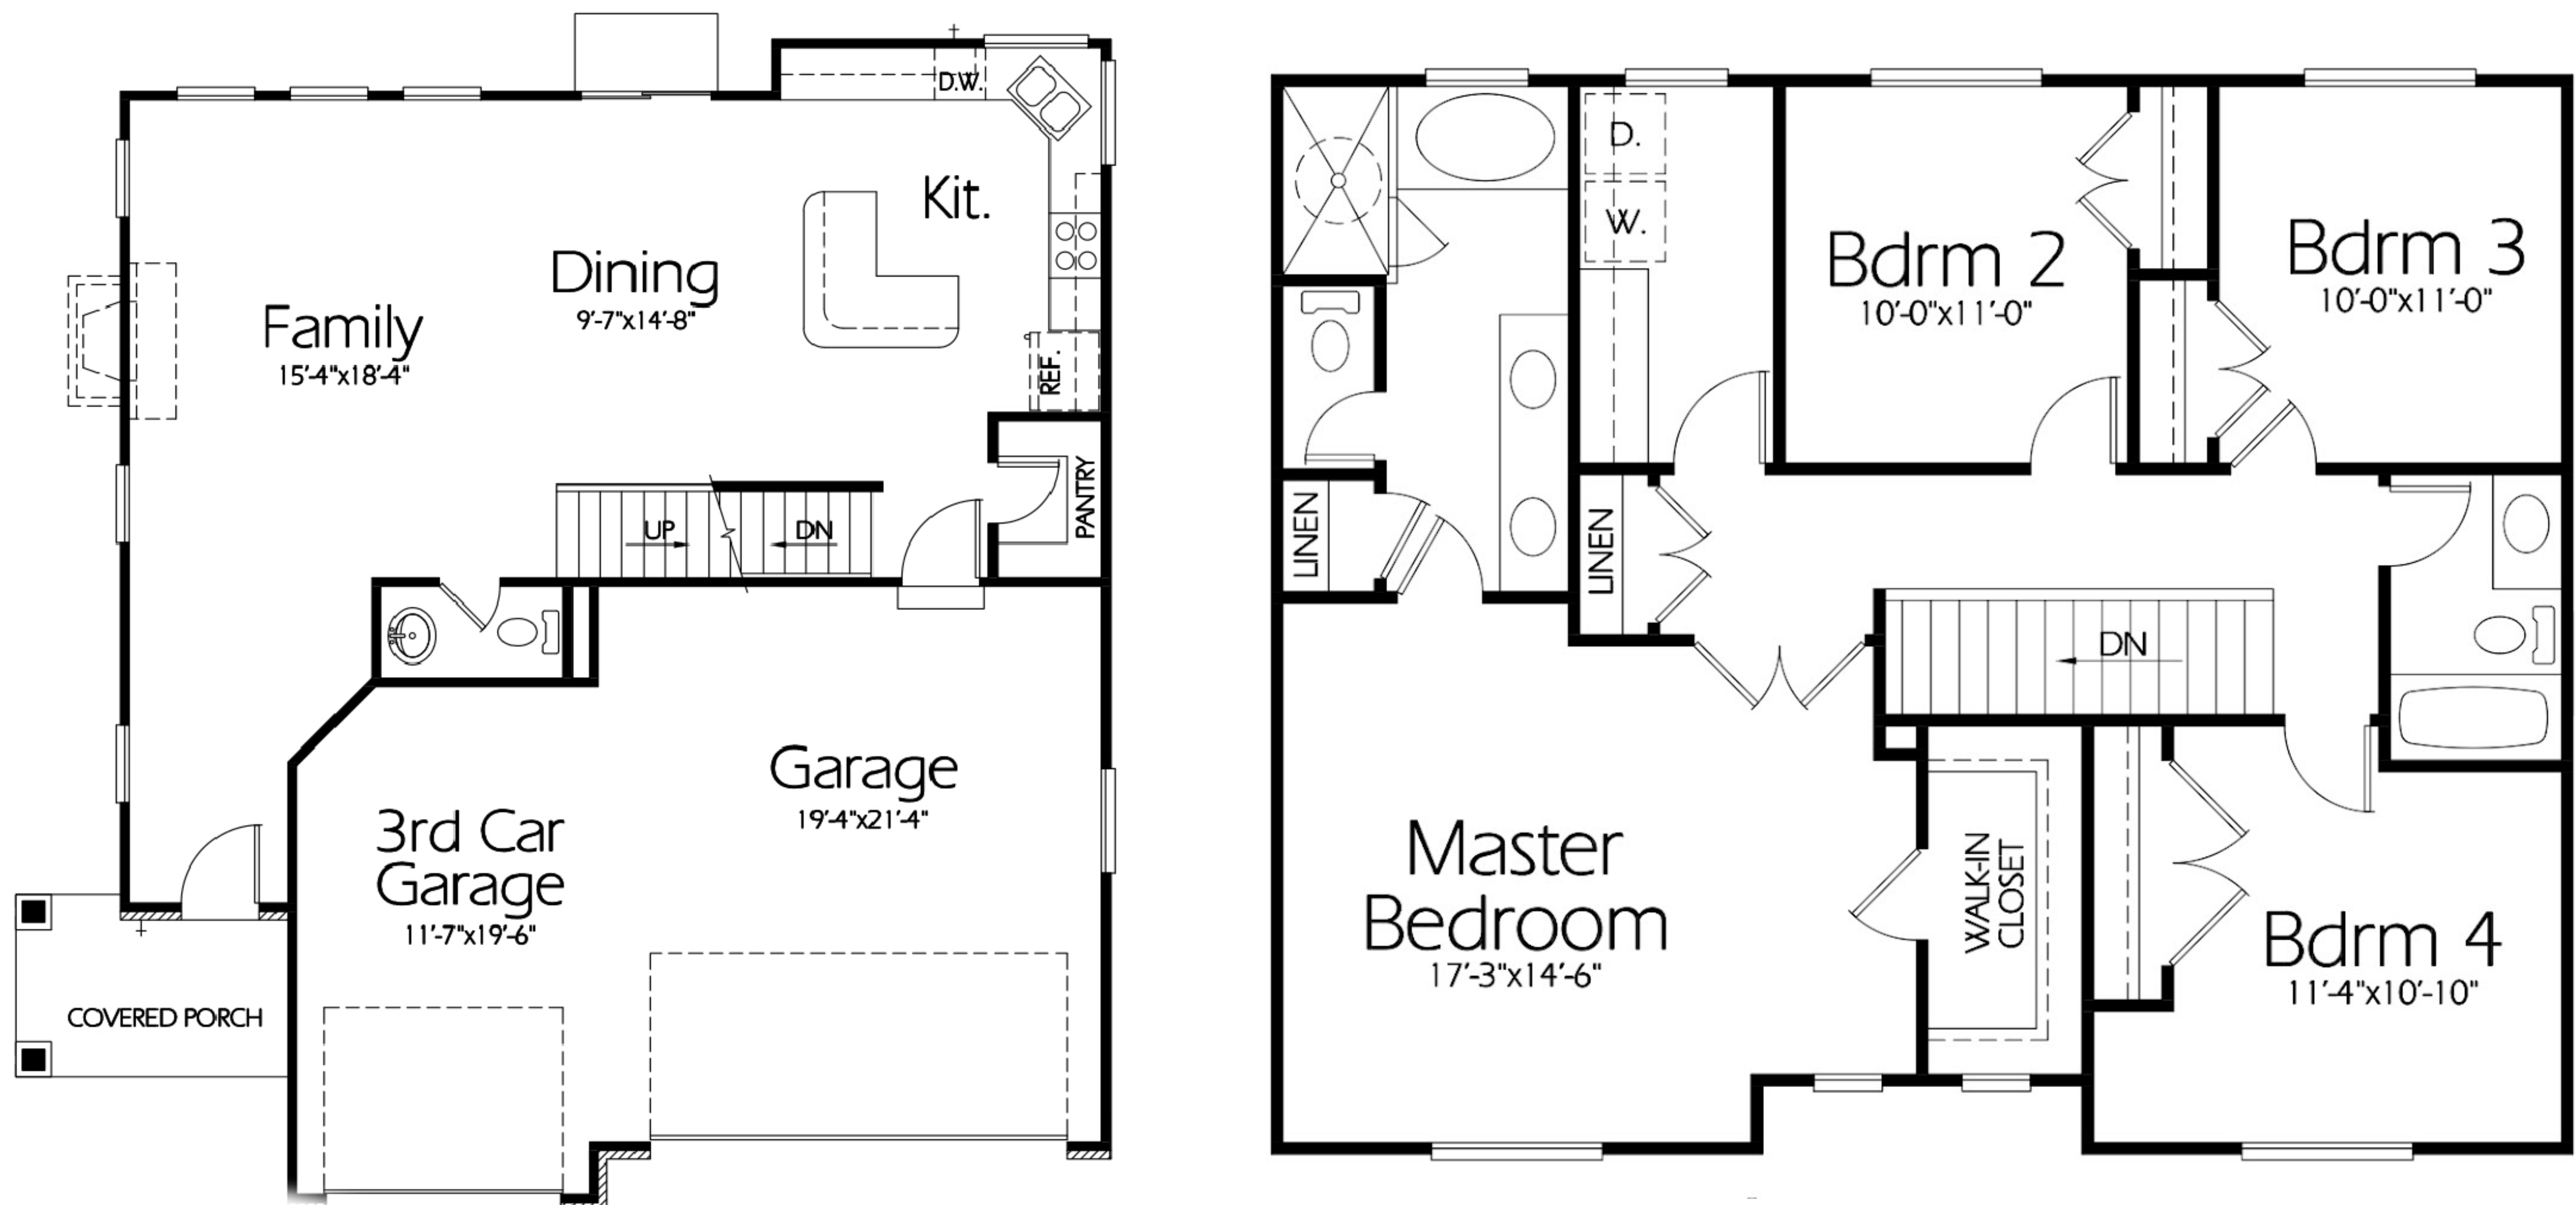 D.W.
Kit.
Dining
9'-7"x14'-8"
Family
15'-4"x18'-4"
REF.
PANTRY
UP
DN
Garage
19'-4"x21'-4"
3rd Car
Garage
11'-7"x19'-6"
COVERED PORCH
D.
W.
Bdrm 2
10'-0"x11'-0"
Bdrm 3
10'-0"x11'-0"
LINEN
LINEN
DN
Master
Bedroom
17'-3"x14'-6"
WALK-IN
CLOSET
Bdrm 4
11'-4"x10'-10"